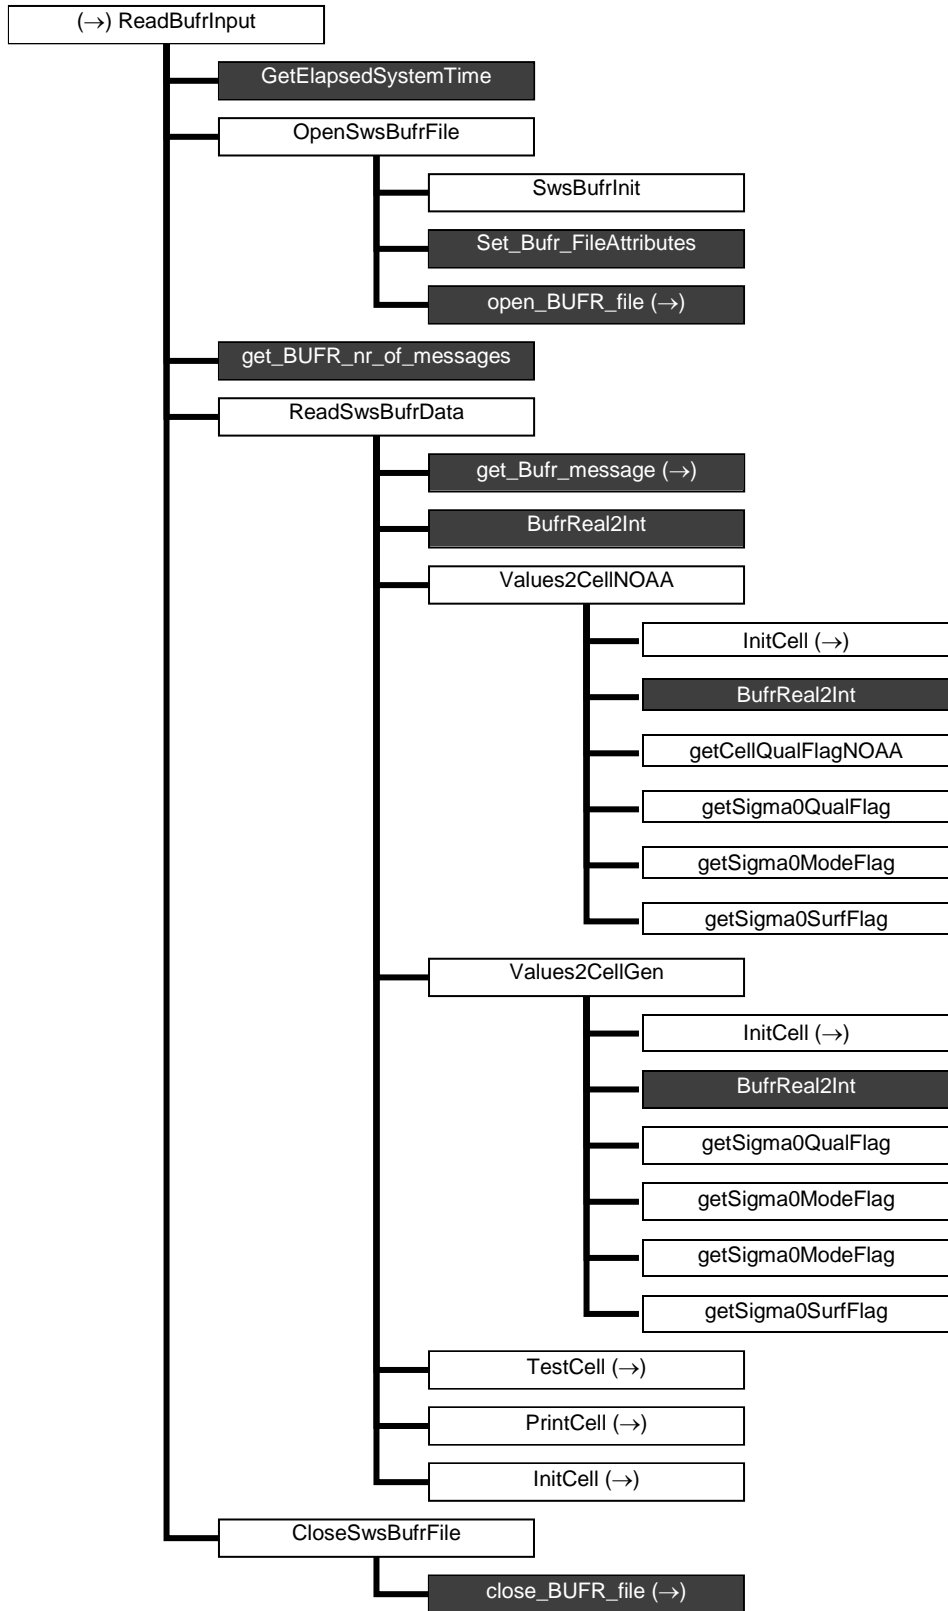 (→) ReadBufrInput
GetElapsedSystemTime
OpenSwsBufrFile
SwsBufrInit
Set_Bufr_FileAttributes
open_BUFR_file (→)
get_BUFR_nr_of_messages
ReadSwsBufrData
get_Bufr_message (→)
BufrReal2Int
Values2CellNOAA
InitCell (→)
BufrReal2Int
getCellQualFlagNOAA
getSigma0QualFlag
getSigma0ModeFlag
getSigma0SurfFlag
Values2CellGen
InitCell (→)
BufrReal2Int
getSigma0QualFlag
getSigma0ModeFlag
getSigma0ModeFlag
getSigma0SurfFlag
TestCell (→)
PrintCell (→)
InitCell (→)
CloseSwsBufrFile
close_BUFR_file (→)